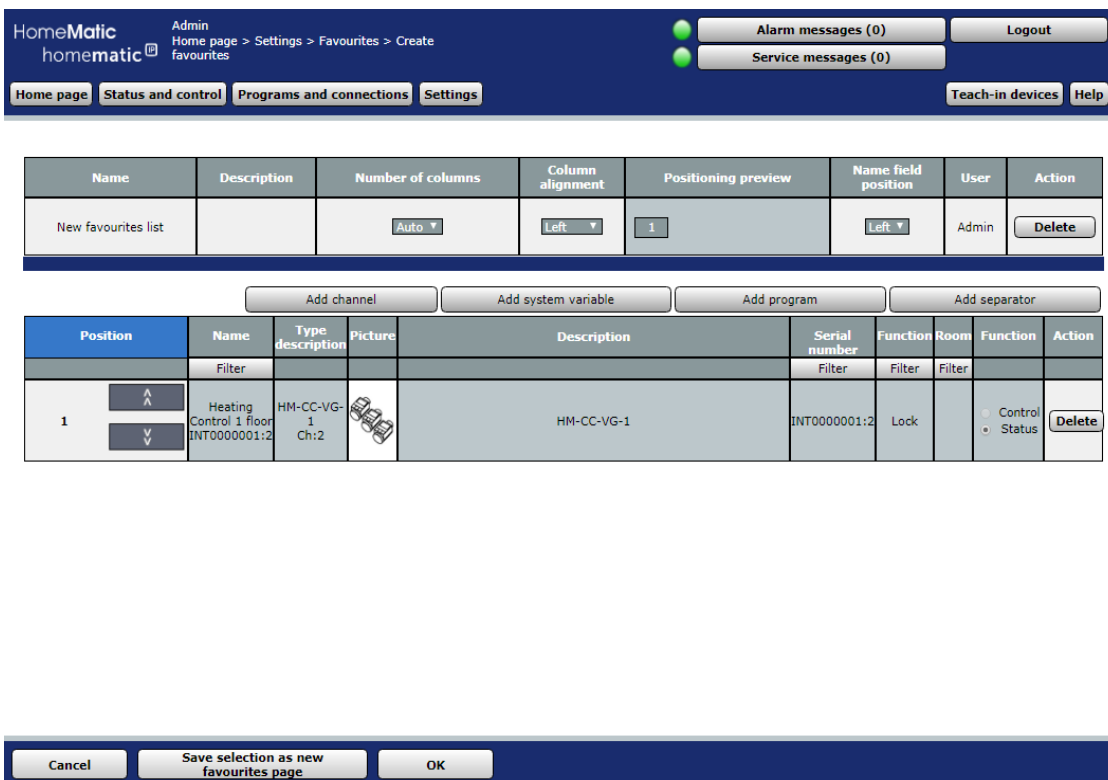 HomeMatic
homematic IP
Admin
Home page > Settings > Favourites > Create
favourites
Alarm messages (0)
Logout
Service messages (0)
Home page
Status and control
Programs and connections
Settings
Teach-in devices
Help
Name
Description
Number of columns
Column
alignment
Positioning preview
Name field
position
User
Action
New favourites list
Auto
Left
1
Left
Admin
Delete
Add channel
Add system variable
Add program
Add separator
Position
Name
Type
description
Picture
Description
Serial
number
Function
Room
Function
Action
Filter
Filter
Filter
Filter
1
Heating
Control 1 floor
INT0000001:2
HM-CC-VG-
1
Ch:2
HM-CC-VG-1
INT0000001:2
Lock
Control
Status
Delete
Cancel
Save selection as new
favourites page
OK